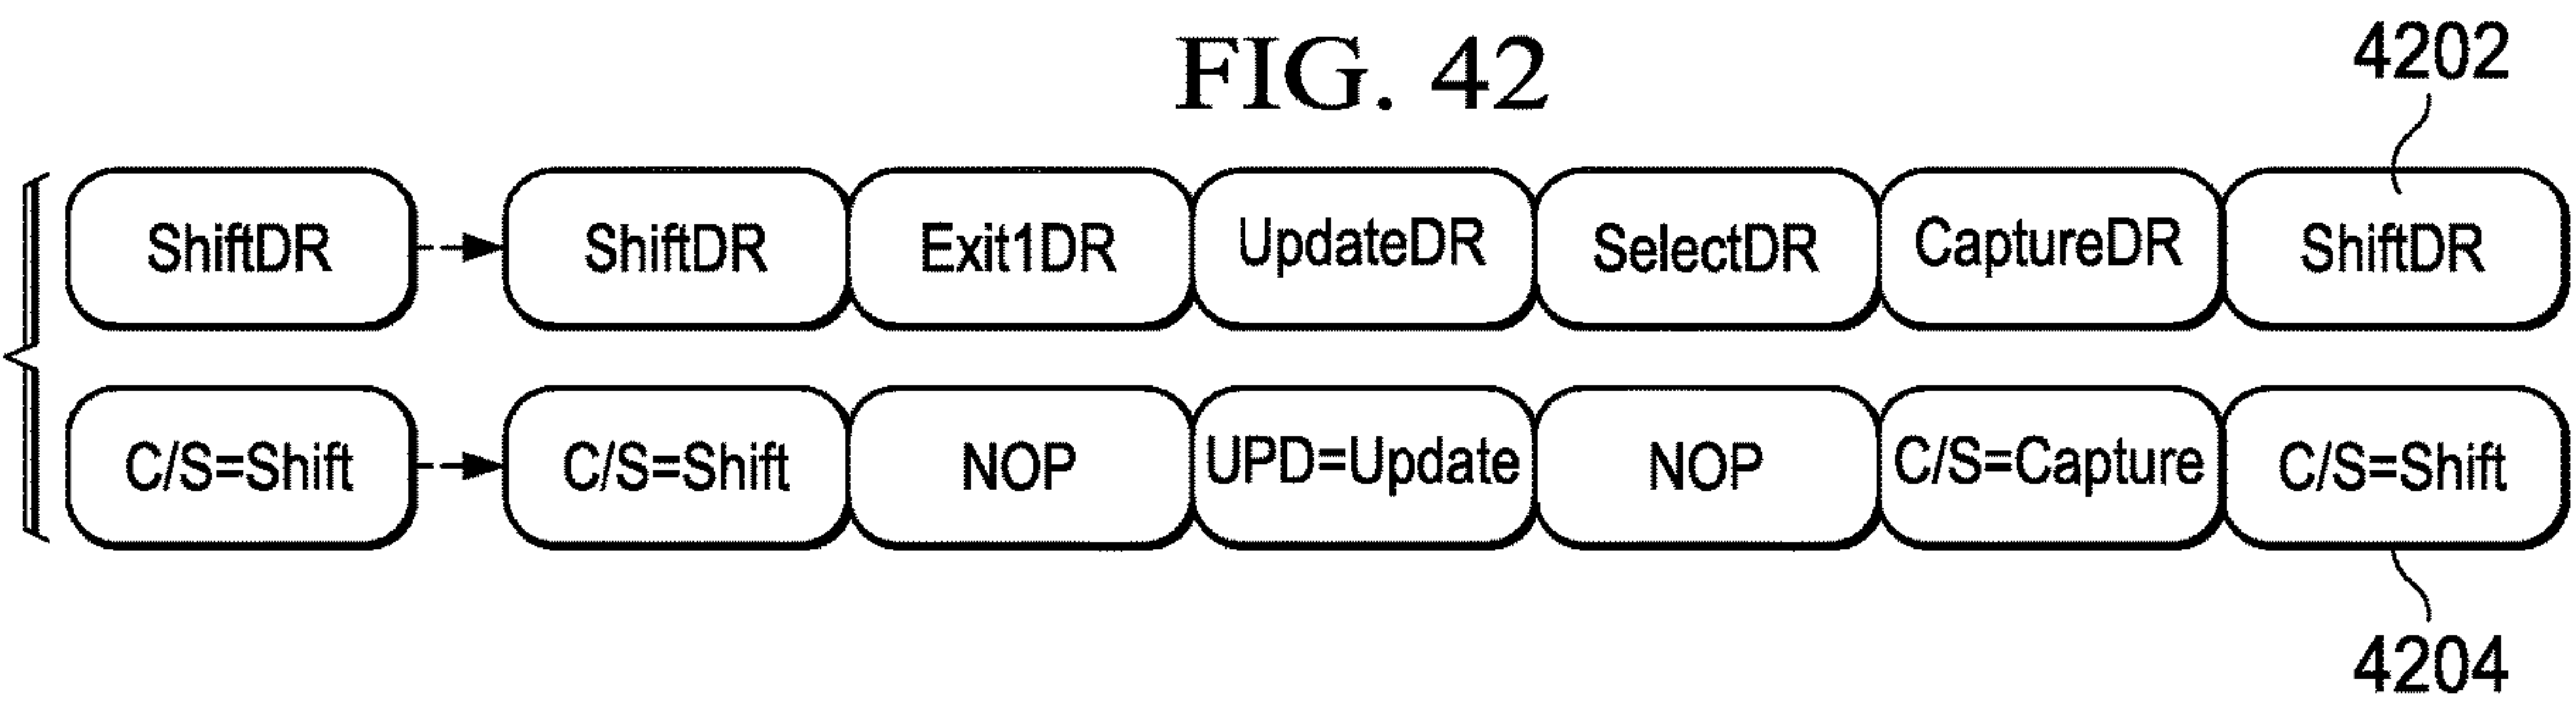 FIG. 42
4202
ShiftDR ShiftDR Exit1DR UpdateDR SelectDR CaptureDR ShiftDR
C/S=Shift C/S=Shift NOP UPD=Update NOP C/S=Capture C/S=Shift
4204